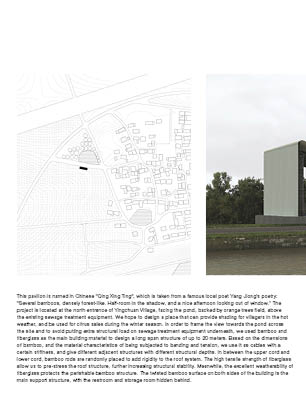 This pavilion is named in Chinese "Qing Xing Ting", which is taken from a famous local poet Yang Jiong's poetry:
"Several bamboos, densely forest-like. Half-room in the shadow, and a nice afternoon looking out of window." The
project is located at the north entrance of Yingchuan Village, facing the pond, backed by orange trees field, above
the existing sewage treatment equipment. We hope to design a place that can provide shading for villagers in the hot
weather, and be used for citrus sales during the winter season. In order to frame the view towards the pond across
the site and to avoid putting extra structural load on sewage treatment equipment underneath, we used bamboo and
fiberglass as the main building material to design a long span structure of up to 20 meters. Based on the dimensions
of bamboo, and the material characteristics of being subjected to bending and tension, we use it as cables with a
certain stiffness, and give different adjacent structures with different structural depths. In between the upper cord and
lower cord, bamboo rods are randomly placed to add rigidity to the roof system. The high tensile strength of fiberglass
allow us to pre-stress the roof structure, further increasing structural stability. Meanwhile, the excellent weatherability of
fiberglass protects the perishable bamboo structure. The twisted bamboo surface on both sides of the building is the
main support structure, with the restroom and storage room hidden behind.